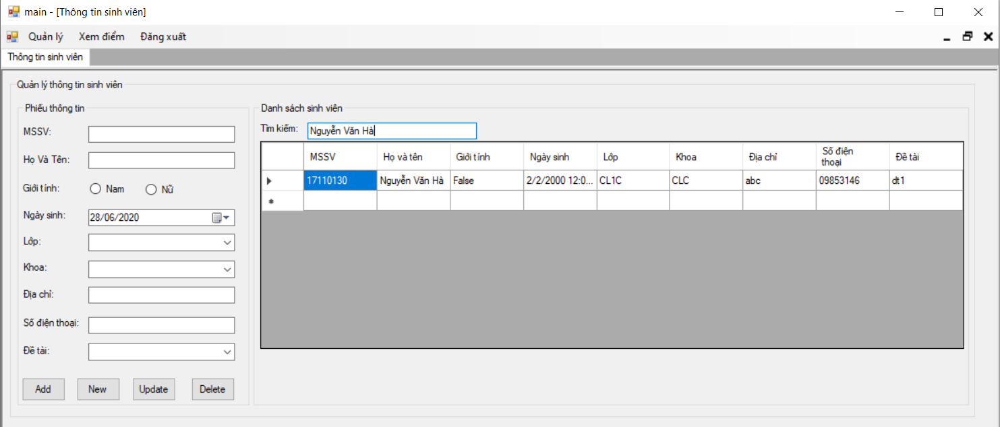 main - [Thông tin sinh viên]
Quản lý Xem điểm Đăng xuất
Thông tin sinh viên
Quản lý thông tin sinh viên
Phiếu thông tin
MSSV:
Họ Và Tên:
Giới tính:
Nam
Nữ
Ngày sinh:
28/06/2020
Lớp:
Khoa:
Địa chỉ:
Số điện thoại:
Đề tài:
Add New Update Delete
Danh sách sinh viên
Tìm kiếm: Nguyễn Văn Hà
MSSV Họ và tên Giới tính Ngày sinh Lớp Khoa Địa chỉ Số điện thoại Đề tài
17110130 Nguyễn Văn Hà False 2/2/2000 12:0... CL1C CLC abc 09853146 dt1